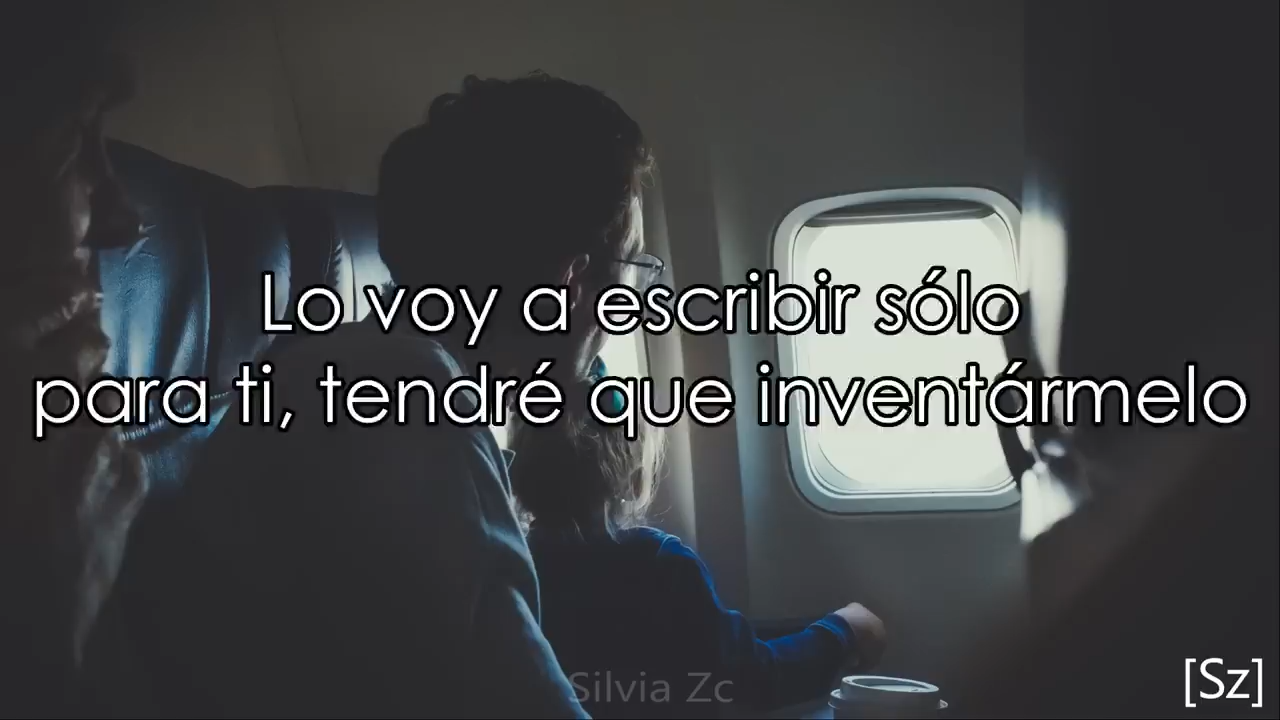 Lo voy a escribir sólo
para ti, tendré que inventármelo
Silvia Zc
[Sz]